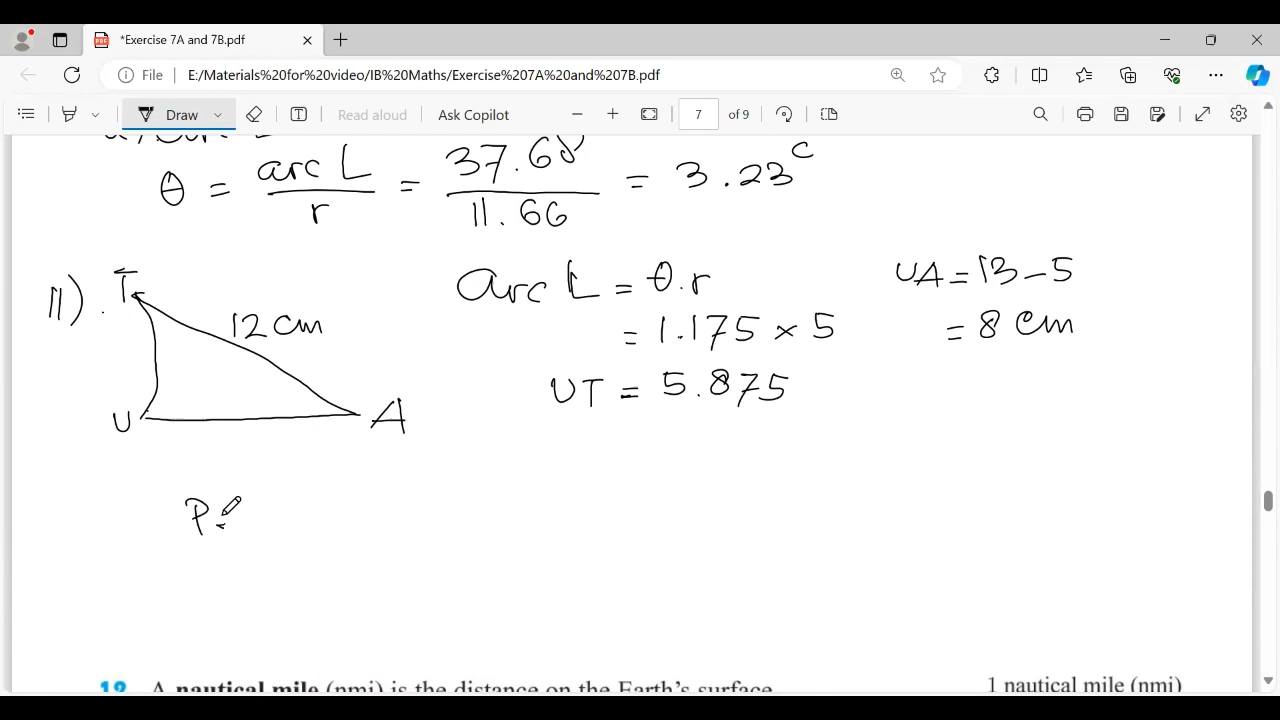 *Exercise 7A and 7B.pdf
File E:/Materials%20for%20video/IB%20Maths/Exercise%207A%20and%207B.pdf
Draw Read aloud Ask Copilot 7 of 9
θ = arc L / r = 37.68 / 11.66 = 3.23ᶜ
11). T
12 cm
U A
arc L = θ.r
= 1.175 × 5
UT = 5.875
UA = 13 - 5
= 8 cm
P =
12 A nautical mile (nmi) is the distance on the Earth's surface
1 nautical mile (nmi)